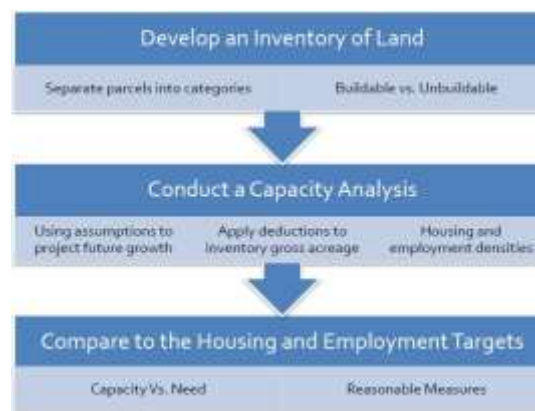 Develop an Inventory of Land
Separate parcels into categories
Buildable vs. Unbuildable
Conduct a Capacity Analysis
Using assumptions to
project future growth
Apply deductions to
inventory gross acreage
Housing and
employment densities
Compare to the Housing and Employment Targets
Capacity Vs. Need
Reasonable Measures